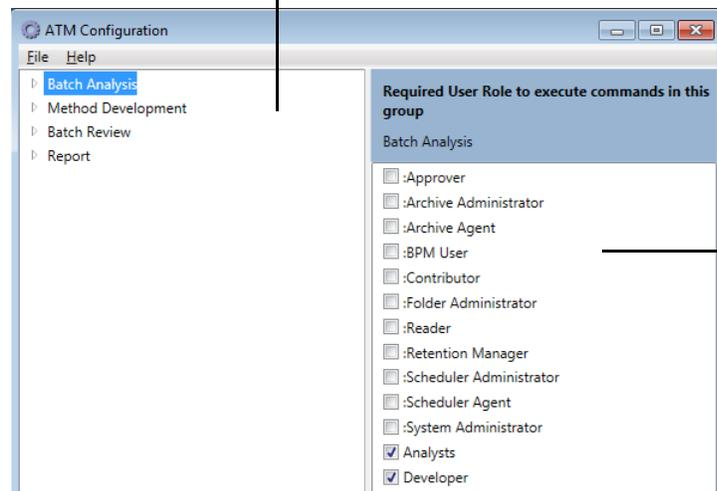 ATM Configuration
File Help
Batch Analysis
Method Development
Batch Review
Report
Required User Role to execute commands in this
group
Batch Analysis
:Approver
:Archive Administrator
:Archive Agent
:BPM User
:Contributor
:Folder Administrator
:Reader
:Retention Manager
:Scheduler Administrator
:Scheduler Agent
:System Administrator
Analysts
Developer